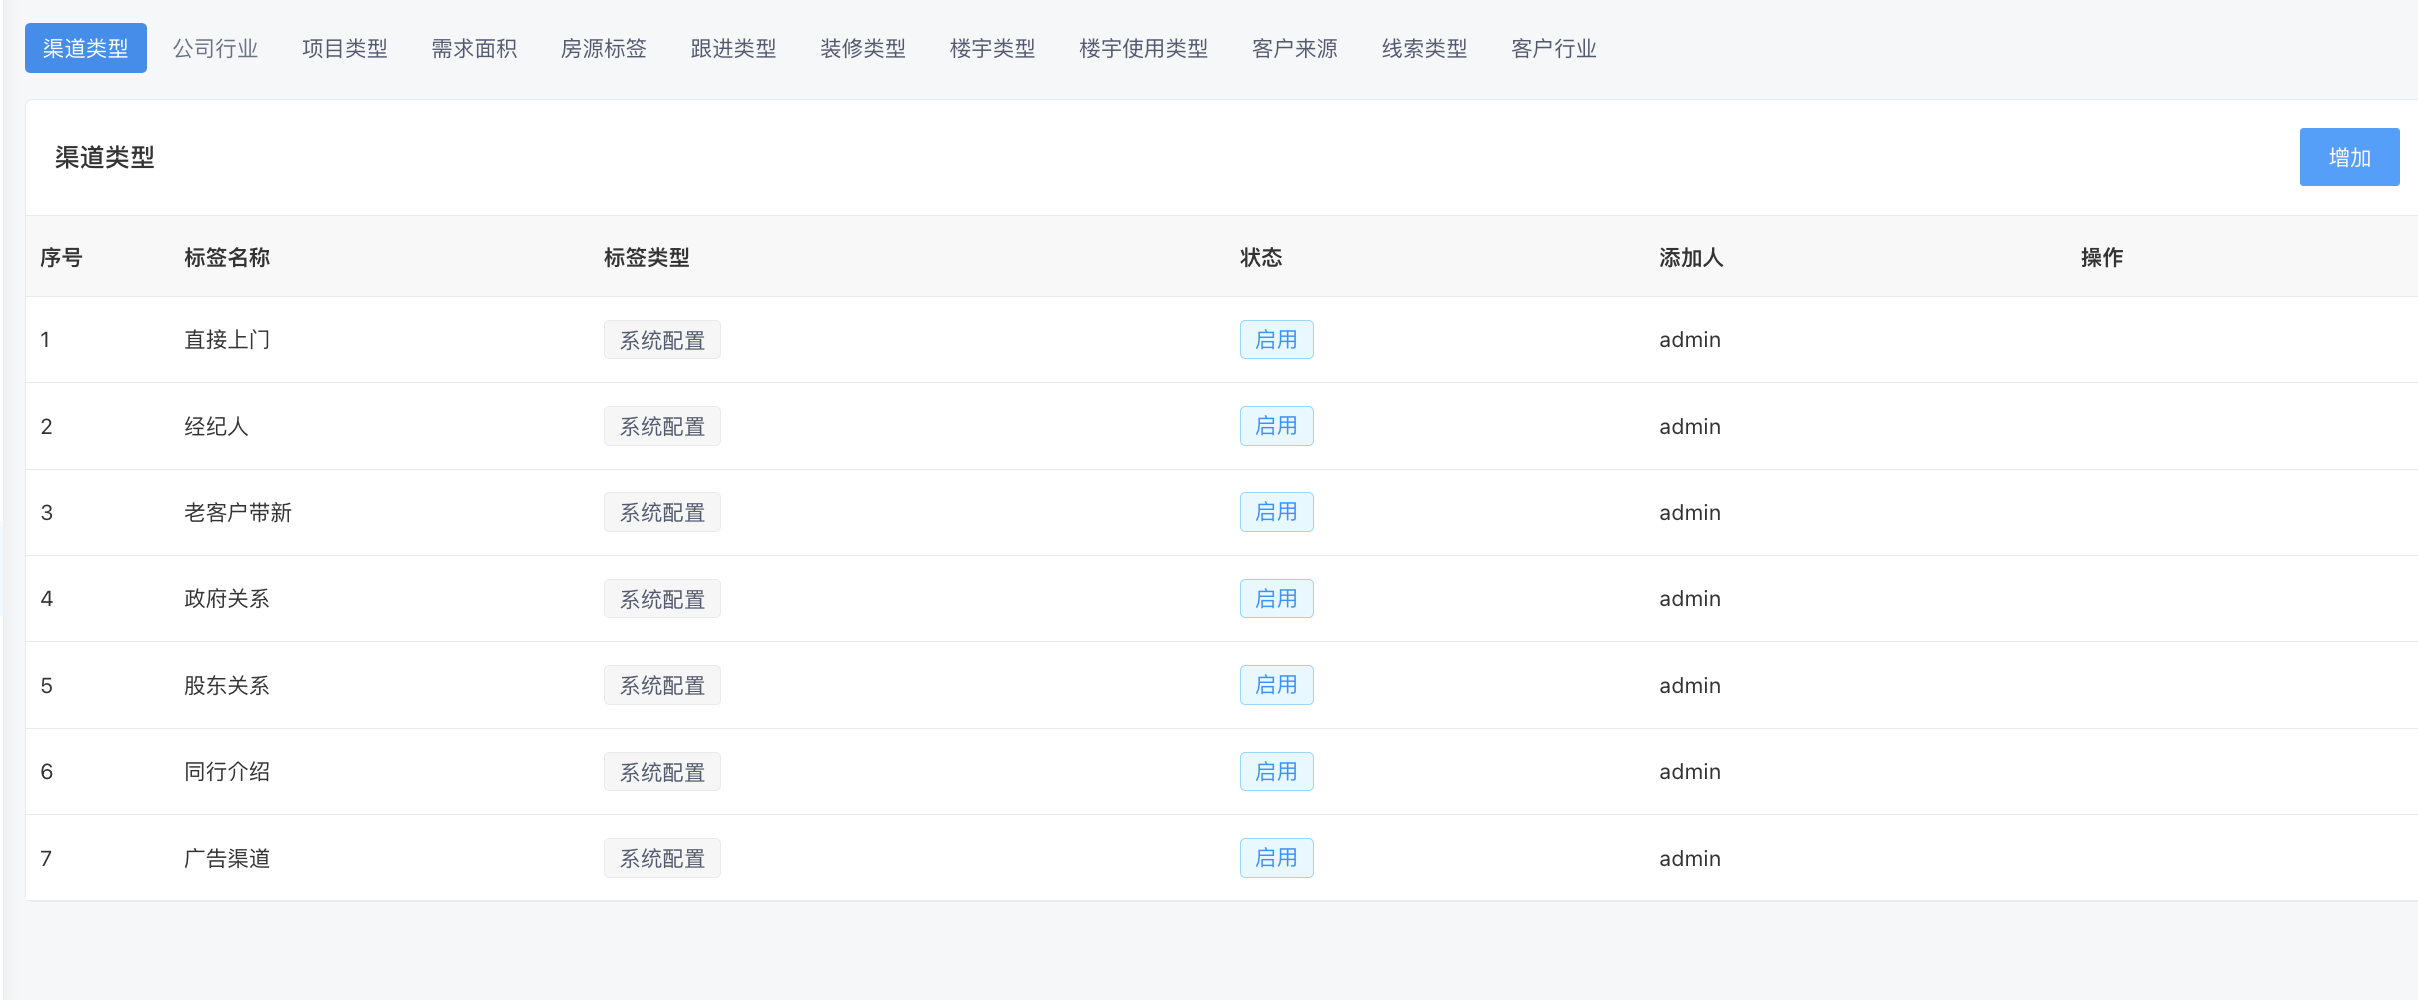 渠道类型 公司行业 项目类型 需求面积 房源标签 跟进类型 装修类型 楼宇类型 楼宇使用类型 客户来源 线索类型 客户行业
渠道类型 增加
序号 标签名称 标签类型 状态 添加人 操作
1 直接上门 系统配置 启用 admin
2 经纪人 系统配置 启用 admin
3 老客户带新 系统配置 启用 admin
4 政府关系 系统配置 启用 admin
5 股东关系 系统配置 启用 admin
6 同行介绍 系统配置 启用 admin
7 广告渠道 系统配置 启用 admin